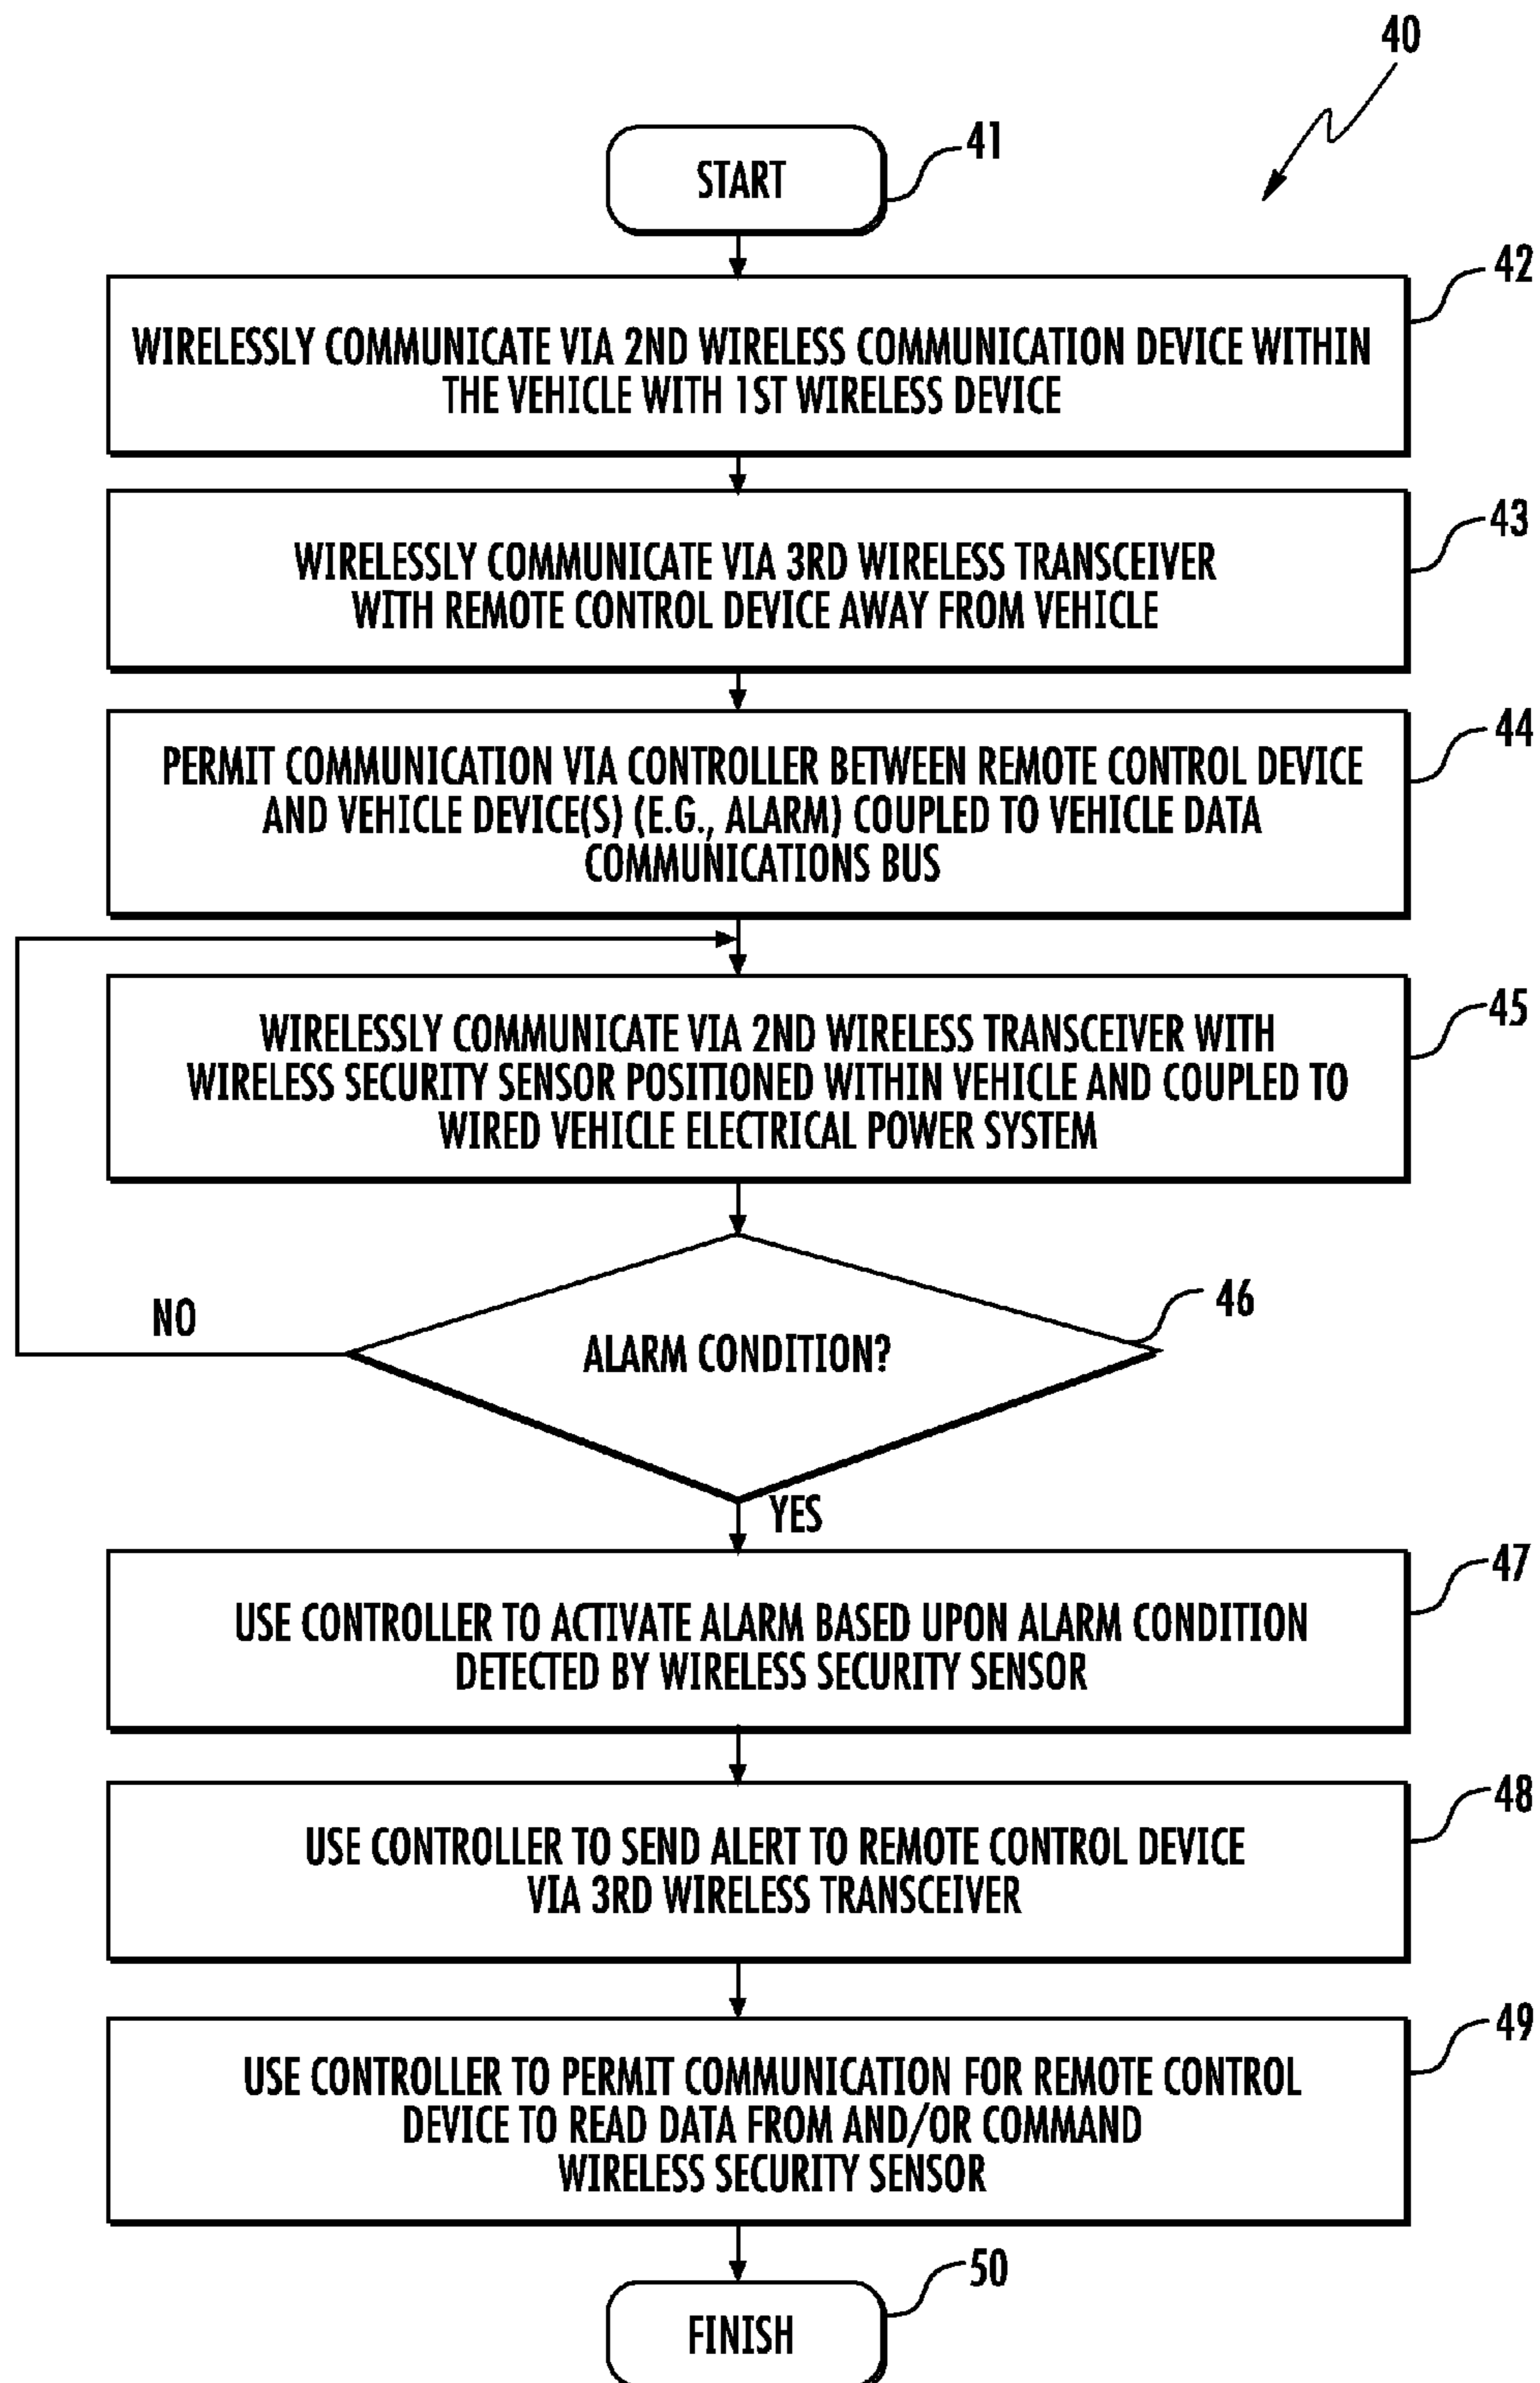 40
START
41
42
WIRELESSLY COMMUNICATE VIA 2ND WIRELESS COMMUNICATION DEVICE WITHIN
THE VEHICLE WITH 1ST WIRELESS DEVICE
43
WIRELESSLY COMMUNICATE VIA 3RD WIRELESS TRANSCEIVER
WITH REMOTE CONTROL DEVICE AWAY FROM VEHICLE
44
PERMIT COMMUNICATION VIA CONTROLLER BETWEEN REMOTE CONTROL DEVICE
AND VEHICLE DEVICE(S) (E.G., ALARM) COUPLED TO VEHICLE DATA
COMMUNICATIONS BUS
45
WIRELESSLY COMMUNICATE VIA 2ND WIRELESS TRANSCEIVER WITH
WIRELESS SECURITY SENSOR POSITIONED WITHIN VEHICLE AND COUPLED TO
WIRED VEHICLE ELECTRICAL POWER SYSTEM
46
NO
ALARM CONDITION?
YES
47
USE CONTROLLER TO ACTIVATE ALARM BASED UPON ALARM CONDITION
DETECTED BY WIRELESS SECURITY SENSOR
48
USE CONTROLLER TO SEND ALERT TO REMOTE CONTROL DEVICE
VIA 3RD WIRELESS TRANSCEIVER
49
USE CONTROLLER TO PERMIT COMMUNICATION FOR REMOTE CONTROL
DEVICE TO READ DATA FROM AND/OR COMMAND
WIRELESS SECURITY SENSOR
50
FINISH